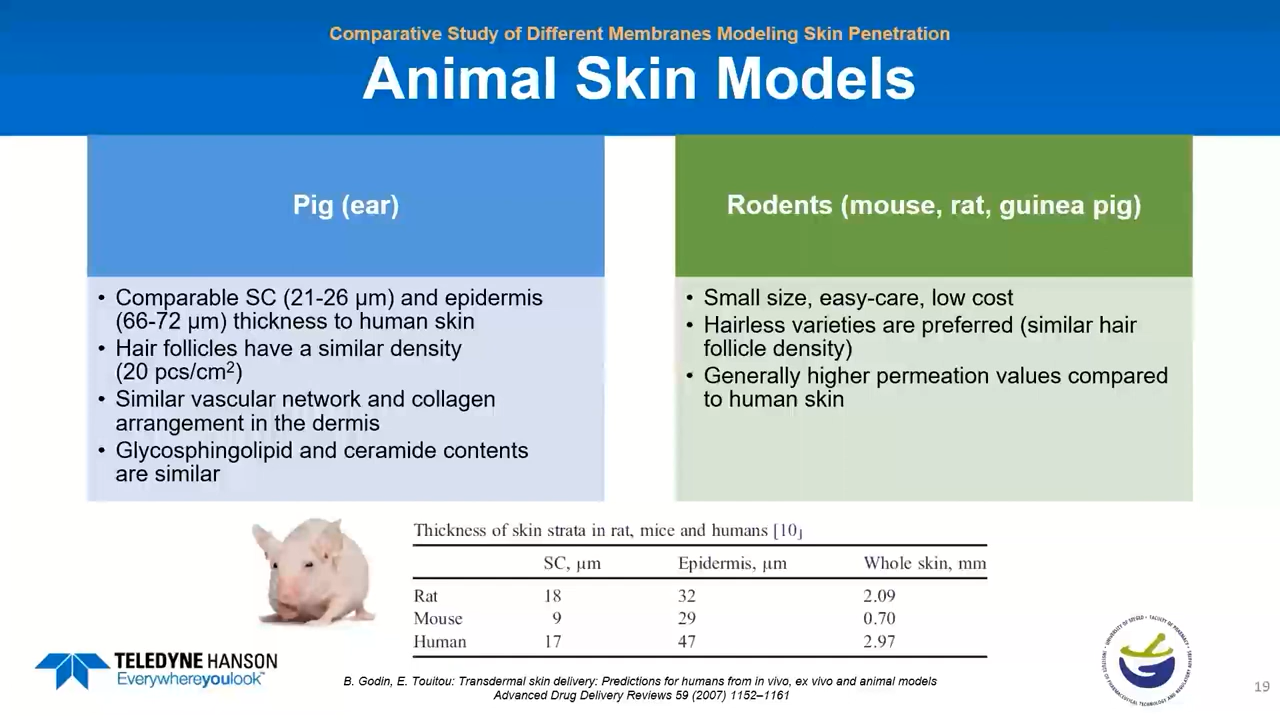 Comparative Study of Different Membranes Modeling Skin Penetration
Animal Skin Models
Pig (ear)
• Comparable SC (21-26 µm) and epidermis
(66-72 µm) thickness to human skin
• Hair follicles have a similar density
(20 pcs/cm²)
• Similar vascular network and collagen
arrangement in the dermis
• Glycosphingolipid and ceramide contents
are similar
Rodents (mouse, rat, guinea pig)
• Small size, easy-care, low cost
• Hairless varieties are preferred (similar hair
follicle density)
• Generally higher permeation values compared
to human skin
Thickness of skin strata in rat, mice and humans [10]
SC, µm Epidermis, µm Whole skin, mm
Rat 18 32 2.09
Mouse 9 29 0.70
Human 17 47 2.97
TELEDYNE HANSON
Everywhereyoulook™
B. Godin, E. Touitou: Transdermal skin delivery: Predictions for humans from in vivo, ex vivo and animal models
Advanced Drug Delivery Reviews 59 (2007) 1152–1161
19